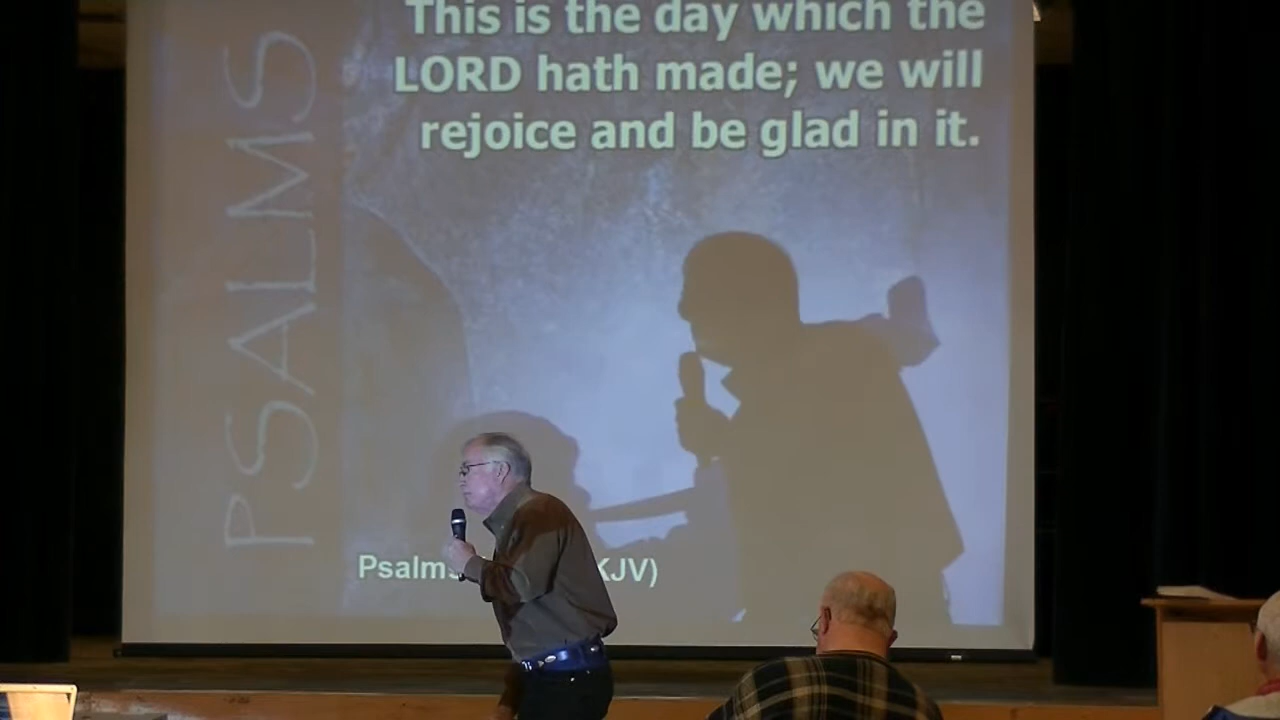 This is the day which the
LORD hath made; we will
rejoice and be glad in it.
PSALMS
Psalms KJV)